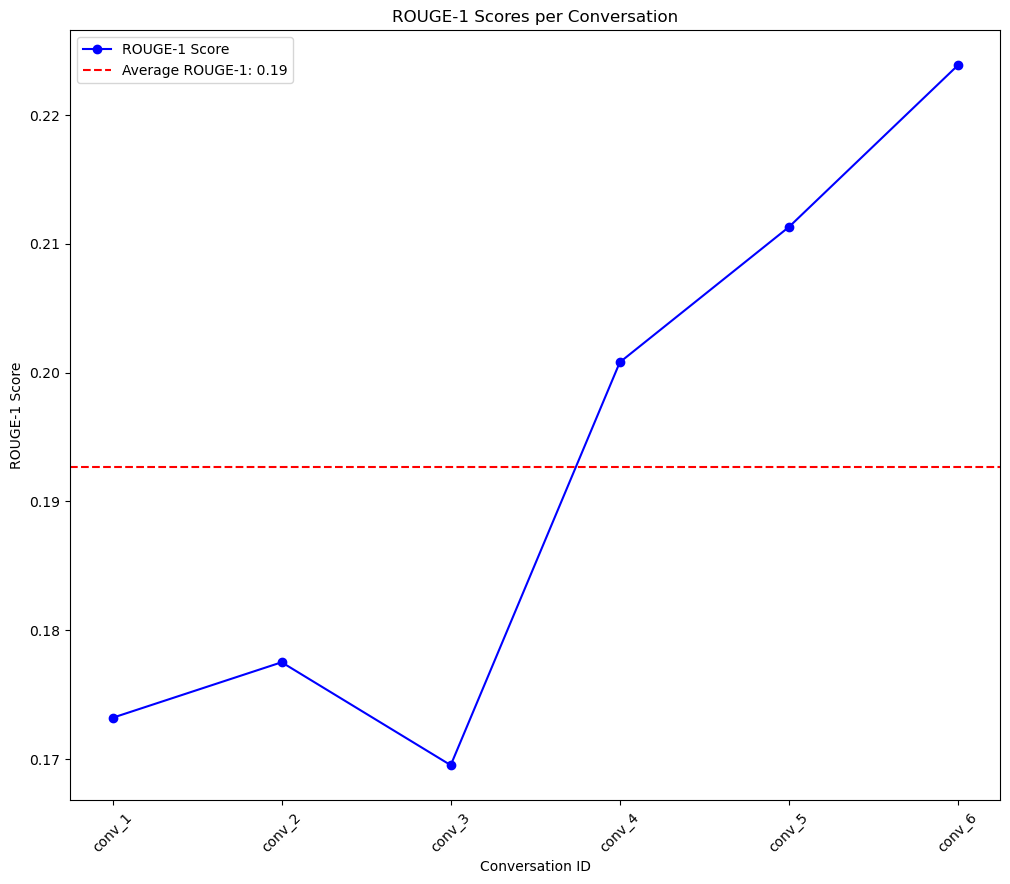 ROUGE-1 Scores per Conversation
ROUGE-1 Score
Average ROUGE-1: 0.19
0.22
0.21
0.20
0.19
0.18
0.17
ROUGE-1 Score
conv_1
conv_2
conv_3
conv_4
conv_5
conv_6
Conversation ID